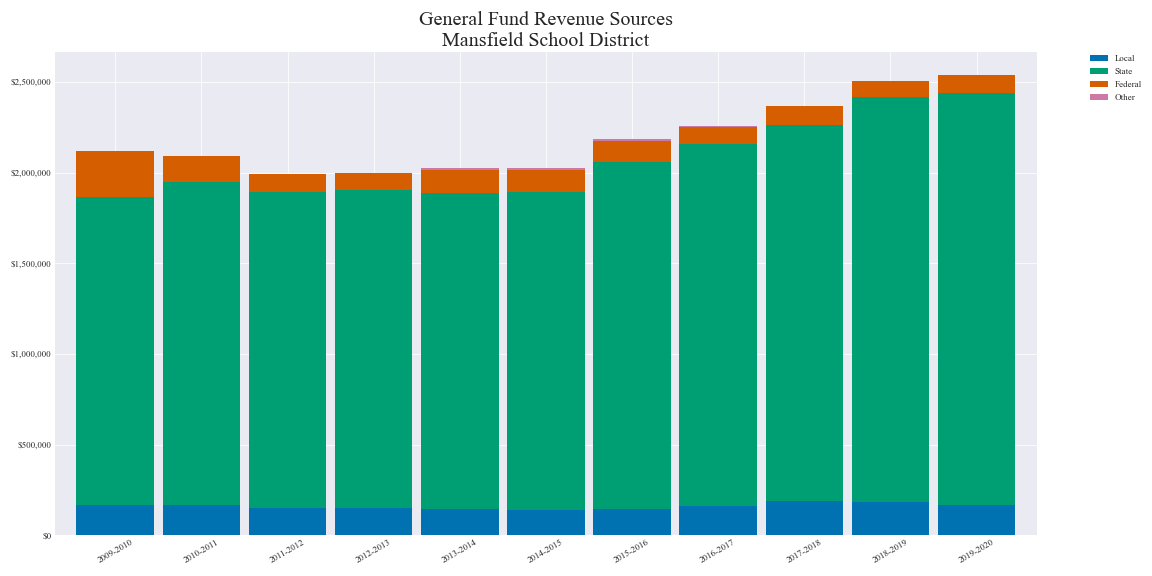 General Fund Revenue Sources
Mansfield School District
Local
State
Federal
Other
$2,500,000
$2,000,000
$1,500,000
$1,000,000
$500,000
$0
2009-2010
2010-2011
2011-2012
2012-2013
2013-2014
2014-2015
2015-2016
2016-2017
2017-2018
2018-2019
2019-2020